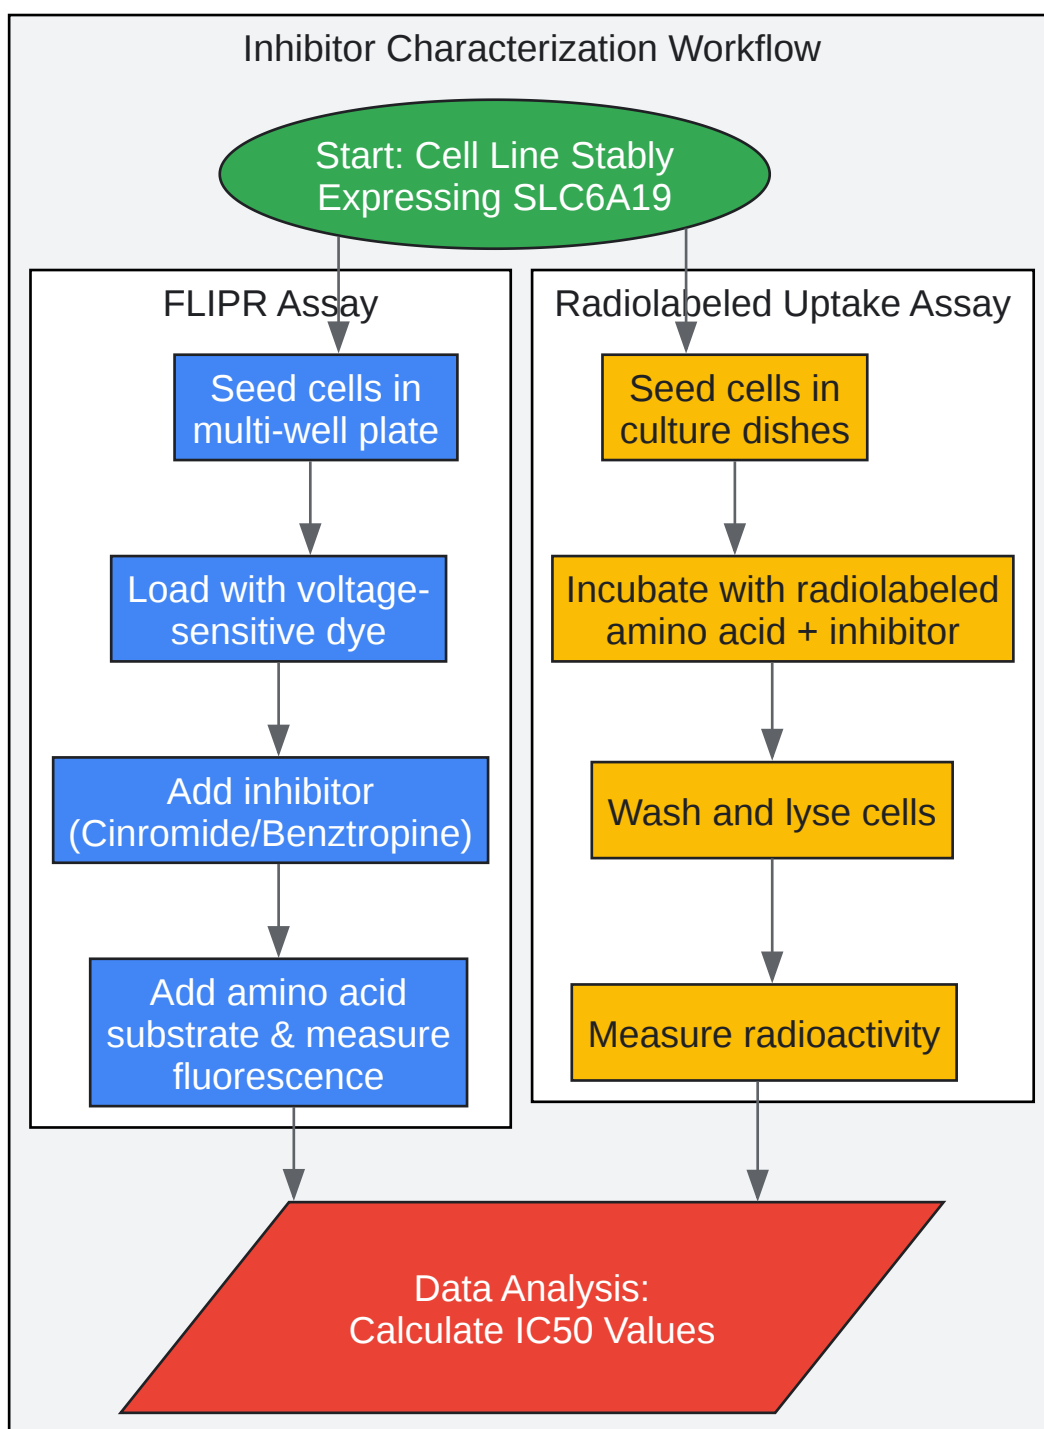 Inhibitor Characterization Workflow
Start: Cell Line Stably
Expressing SLC6A19
FLIPR Assay
Seed cells in
multi-well plate
Load with voltage-
sensitive dye
Add inhibitor
(Cinromide/Benztropine)
Add amino acid
substrate & measure
fluorescence
Radiolabeled Uptake Assay
Seed cells in
culture dishes
Incubate with radiolabeled
amino acid + inhibitor
Wash and lyse cells
Measure radioactivity
Data Analysis:
Calculate IC50 Values